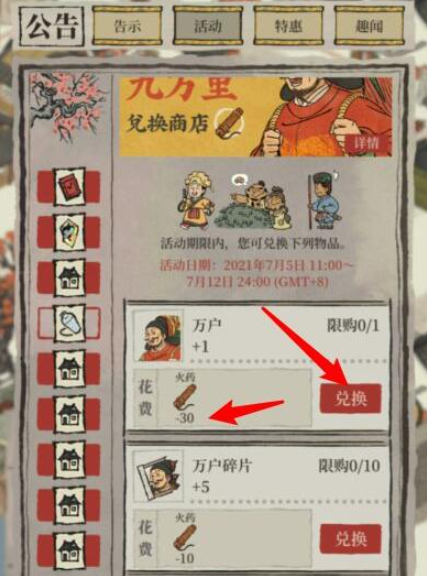 公告
告示
活动
特惠
趣闻
九万里
兑换商店
详情
活动期限内，您可兑换下列物品。
活动日期：2021年7月5日 11:00～
7月12日 24:00 (GMT+8)
万户
限购0/1
+1
花费
火药
-30
兑换
万户碎片
限购0/10
+5
花费
火药
-10
兑换